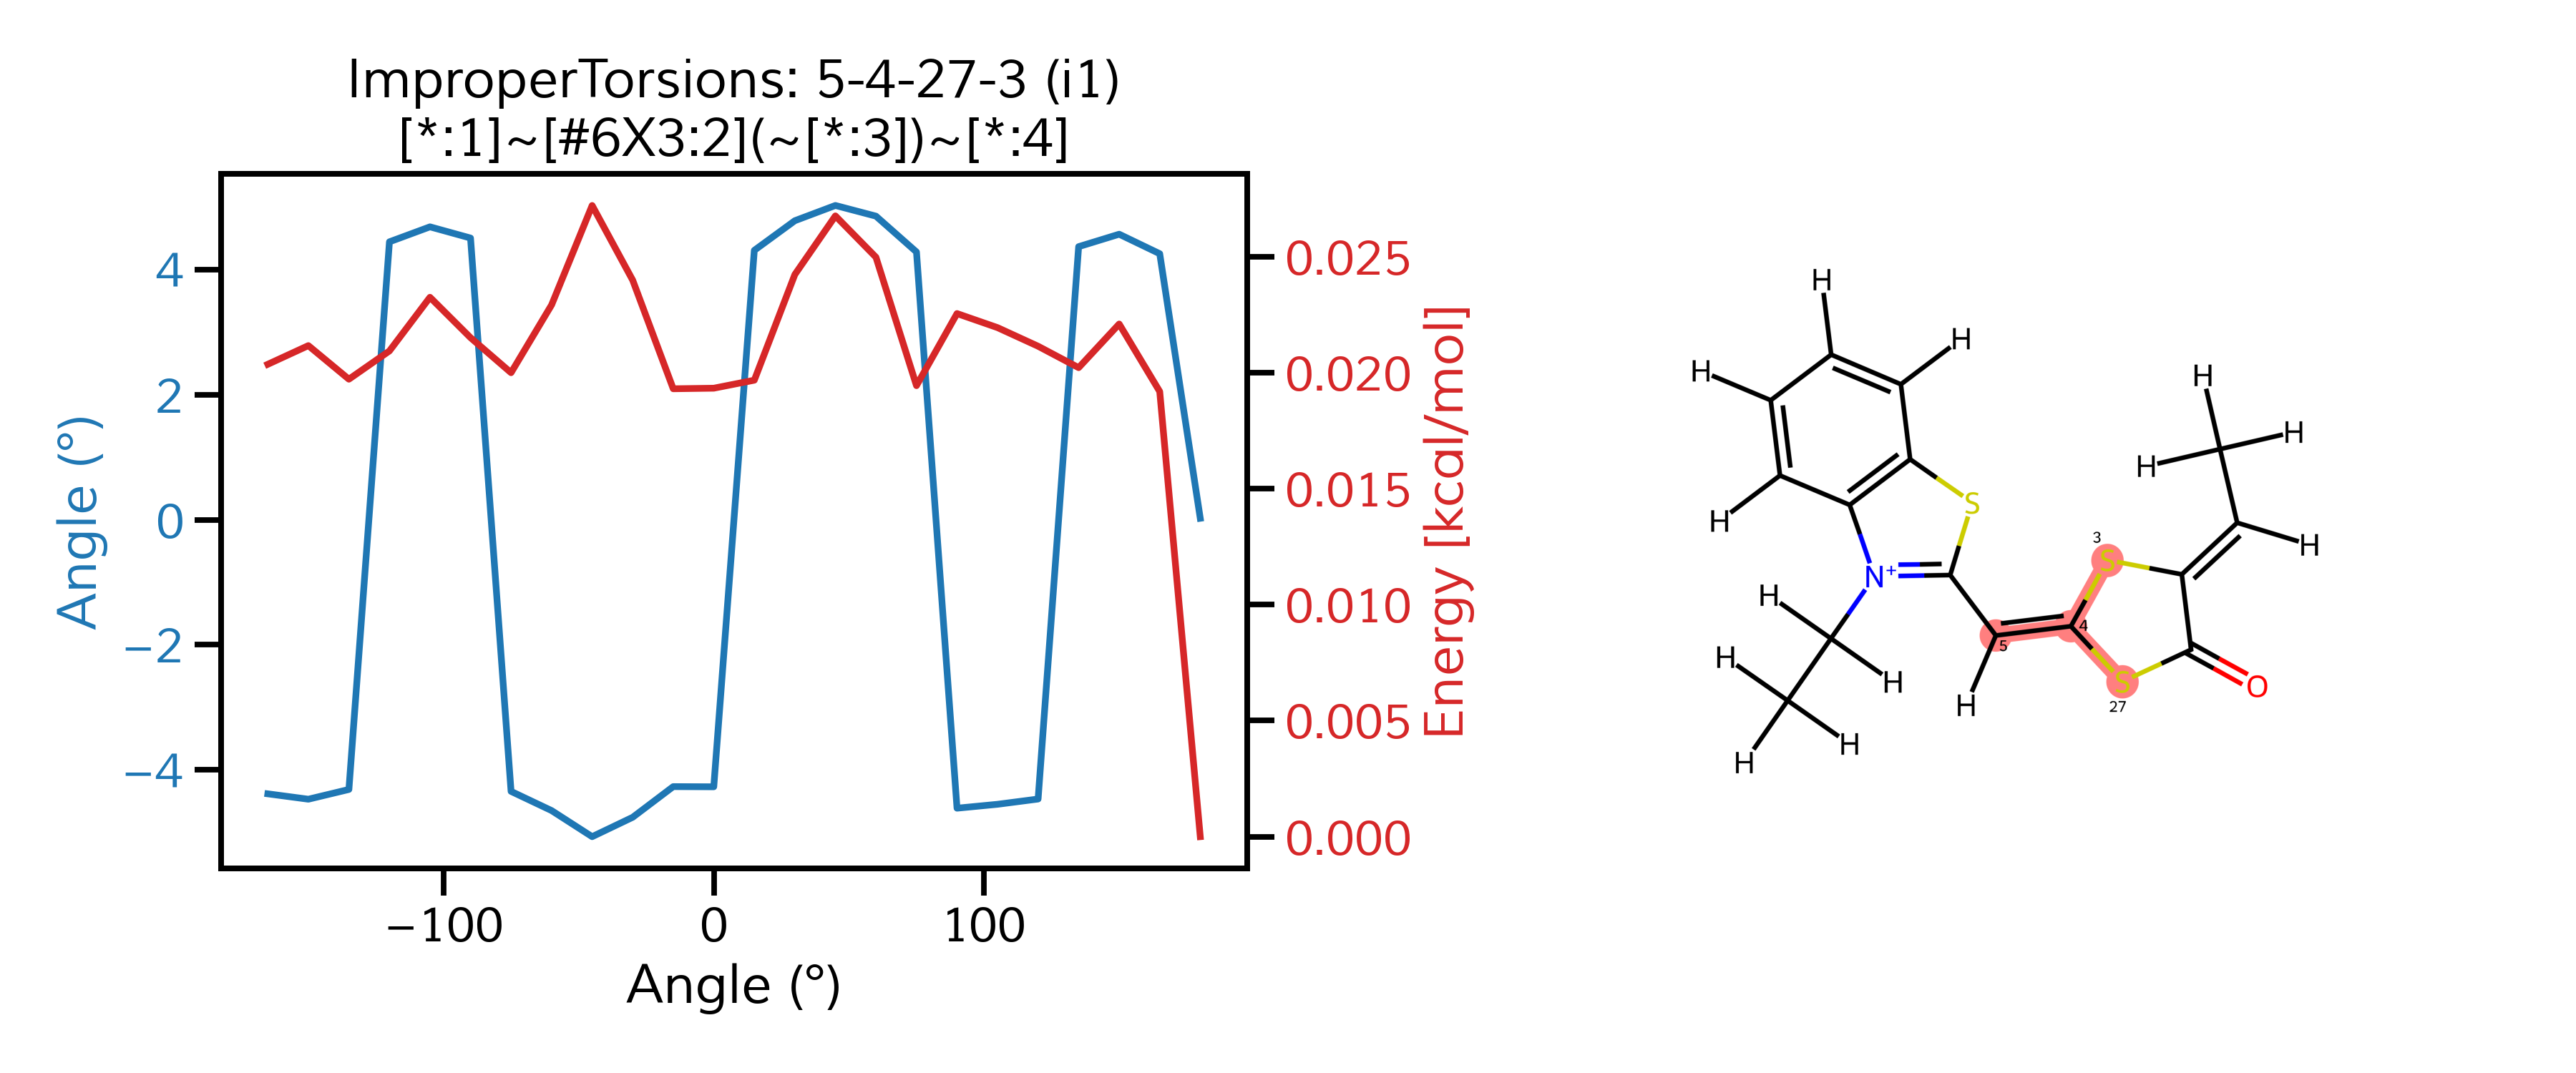 ImproperTorsions: 5-4-27-3 (i1)
[*:1]~[#6X3:2](~[*:3])~[*:4]
4
2
0
−2
−4
Angle (°)
0.025
0.020
0.015
0.010
0.005
0.000
Energy [kcal/mol]
−100 0 100
Angle (°)
H
H
H
H
H
H
H
S
H
3
S
H
N+
H
4
5
H
S
H
O
H
27
H
H
H